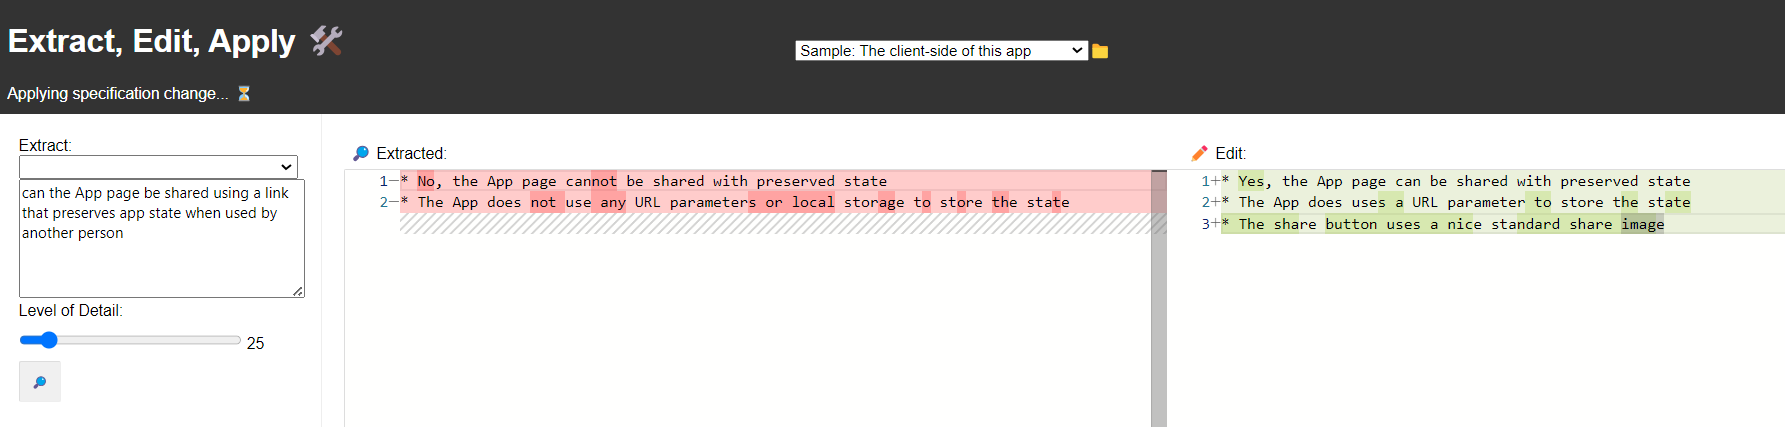 Extract, Edit, Apply
Sample: The client-side of this app
Applying specification change...
Extract:
can the App page be shared using a link
that preserves app state when used by
another person
Level of Detail:
25
Extracted:
1-* No, the App page cannot be shared with preserved state
2-* The App does not use any URL parameters or local storage to store the state
Edit:
1+* Yes, the App page can be shared with preserved state
2+* The App does uses a URL parameter to store the state
3+* The share button uses a nice standard share image